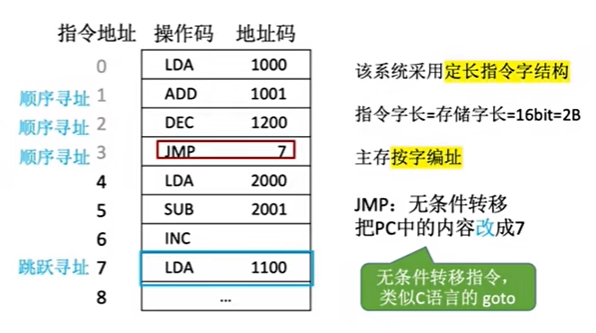 指令地址 操作码 地址码
0 LDA 1000
顺序寻址 1 ADD 1001
顺序寻址 2 DEC 1200
顺序寻址 3 JMP 7
4 LDA 2000
5 SUB 2001
6 INC
跳跃寻址 7 LDA 1100
8 ...
该系统采用定长指令字结构
指令字长=存储字长=16bit=2B
主存按字编址
JMP：无条件转移
把PC中的内容改成7
无条件转移指令，
类似C语言的 goto